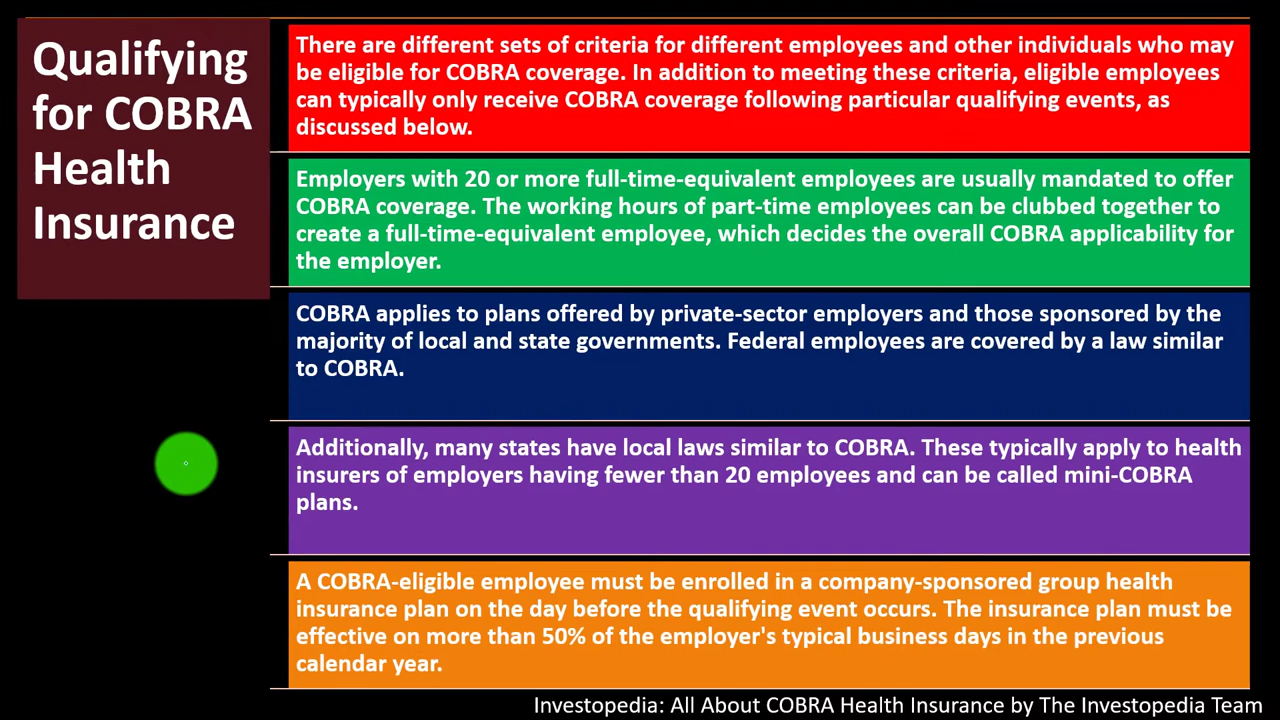 Qualifying
for COBRA
Health
Insurance
There are different sets of criteria for different employees and other individuals who may
be eligible for COBRA coverage. In addition to meeting these criteria, eligible employees
can typically only receive COBRA coverage following particular qualifying events, as
discussed below.
Employers with 20 or more full-time-equivalent employees are usually mandated to offer
COBRA coverage. The working hours of part-time employees can be clubbed together to
create a full-time-equivalent employee, which decides the overall COBRA applicability for
the employer.
COBRA applies to plans offered by private-sector employers and those sponsored by the
majority of local and state governments. Federal employees are covered by a law similar
to COBRA.
Additionally, many states have local laws similar to COBRA. These typically apply to health
insurers of employers having fewer than 20 employees and can be called mini-COBRA
plans.
A COBRA-eligible employee must be enrolled in a company-sponsored group health
insurance plan on the day before the qualifying event occurs. The insurance plan must be
effective on more than 50% of the employer's typical business days in the previous
calendar year.
Investopedia: All About COBRA Health Insurance by The Investopedia Team